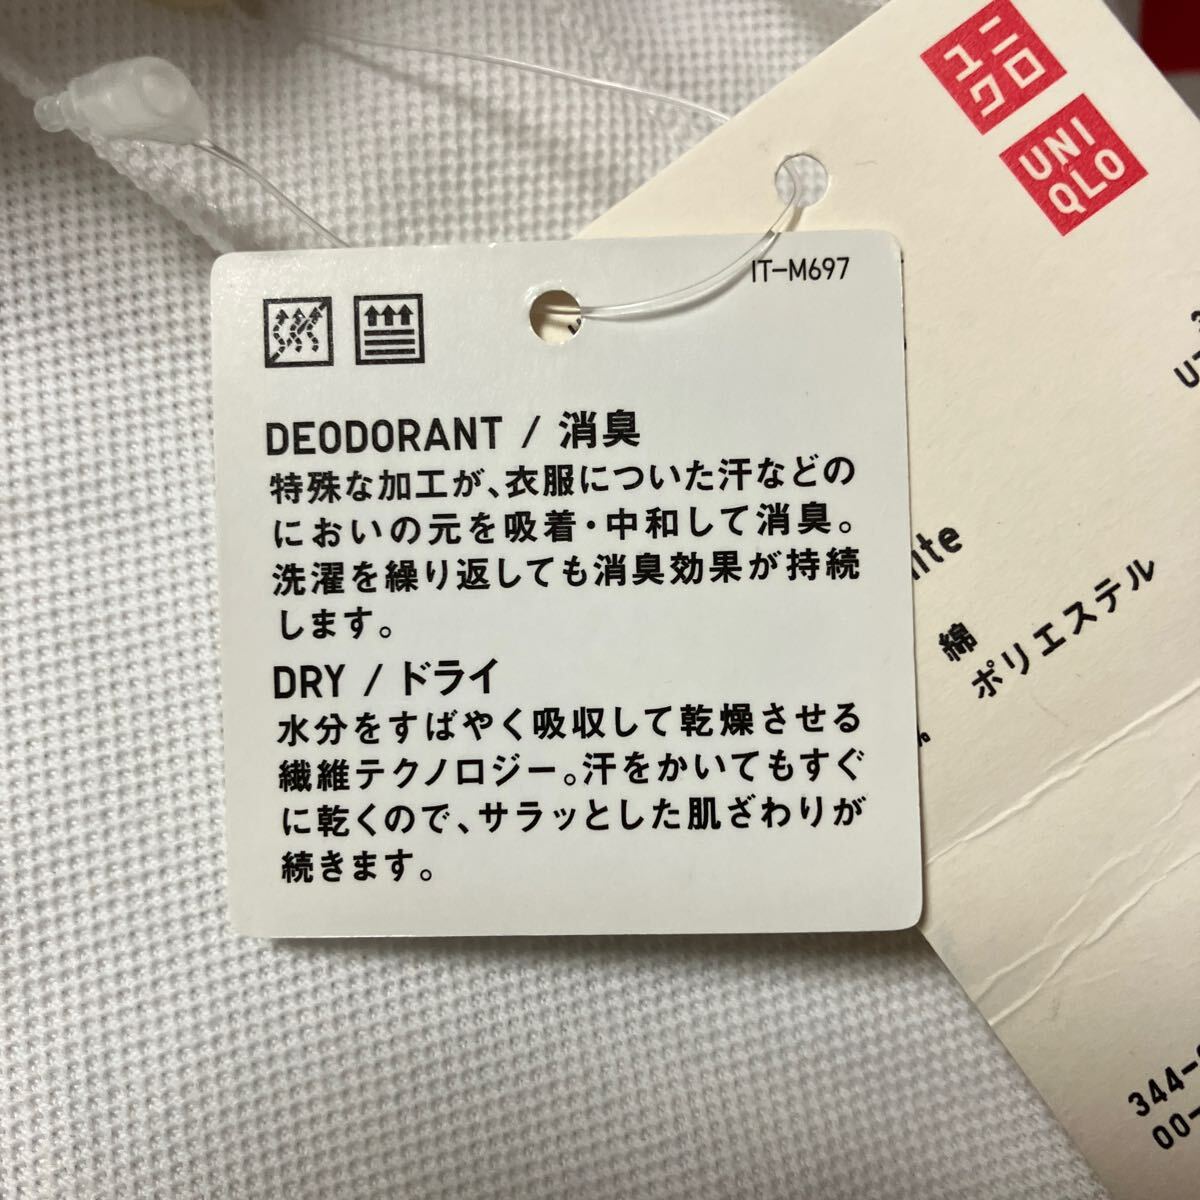 ユニ
クロ
UNI
QLO
IT-M697
DEODORANT / 消臭
特殊な加工が、衣服についた汗などの
においの元を吸着・中和して消臭。
洗濯を繰り返しても消臭効果が持続
します。
DRY / ドライ
水分をすばやく吸収して乾燥させる
繊維テクノロジー。汗をかいてもすぐ
に乾くので、サラッとした肌ざわりが
続きます。
綿
ポリエステル
344-
00-